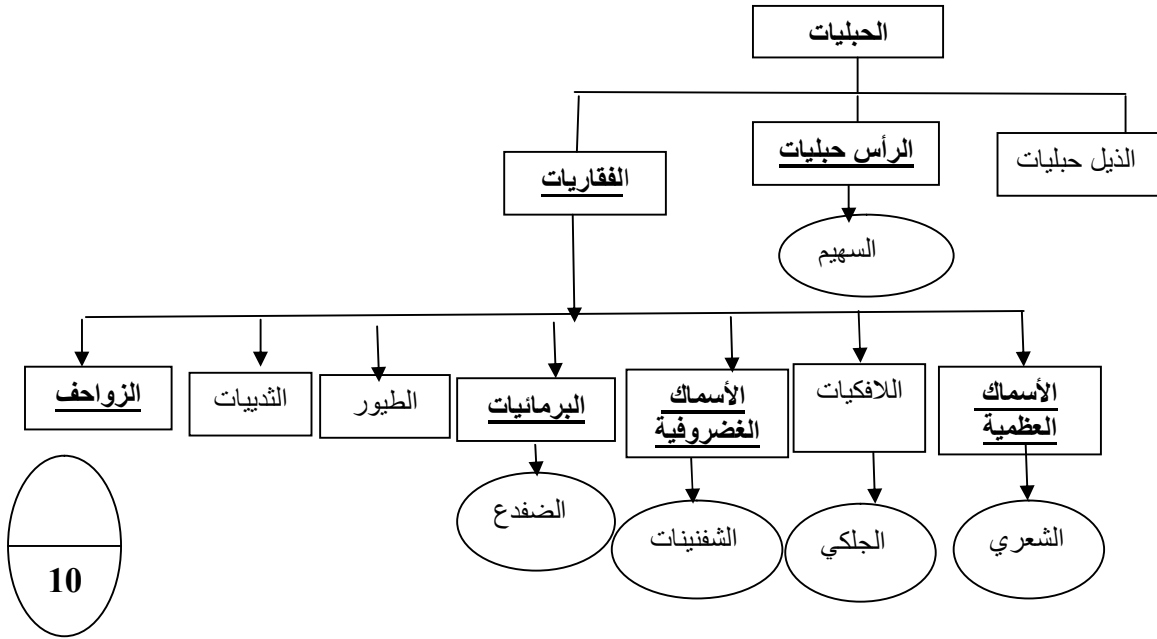 الحبليات
الذيل حبليات
الرأس حبليات
الفقاريات
السهيم
الأسماك
العظمية
اللافكيات
الأسماك
الغضروفية
البرمائيات
الطيور
الثدييات
الزواحف
الشعري
الجلكي
الشفنينات
الضفدع
10